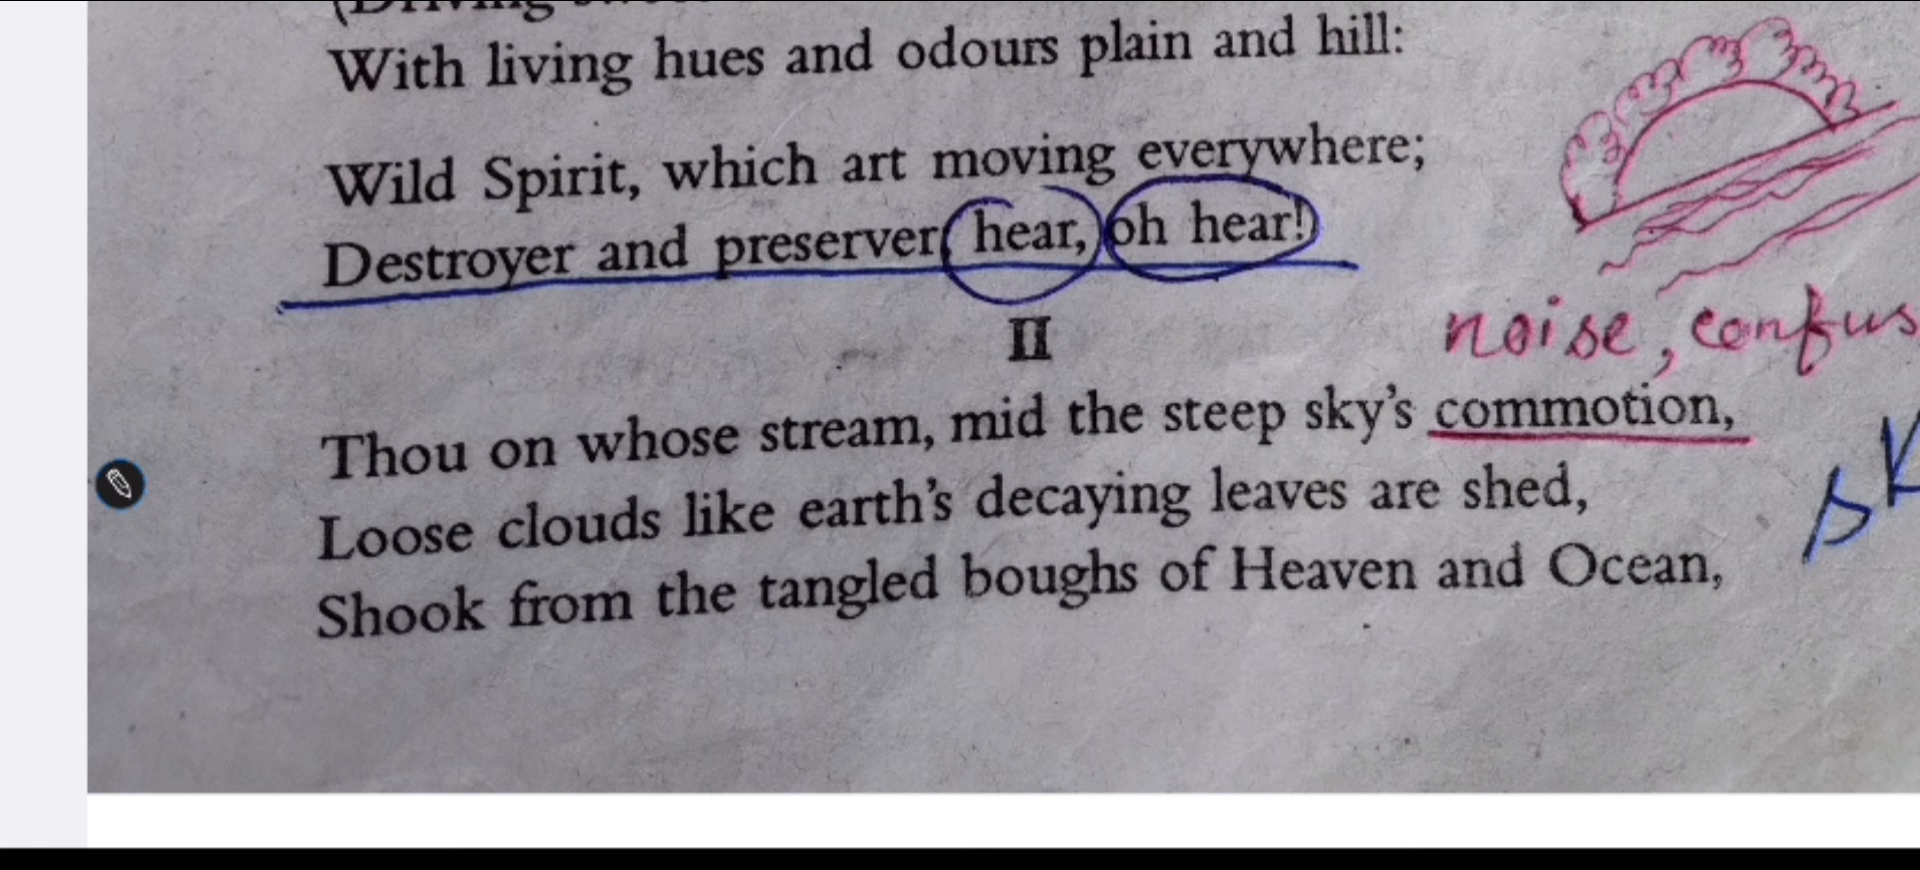 (Driving
With living hues and odours plain and hill:
Wild Spirit, which art moving everywhere;
Destroyer and preserver, hear, oh hear!
II
noise, confus
Thou on whose stream, mid the steep sky's commotion,
Loose clouds like earth's decaying leaves are shed,
Shook from the tangled boughs of Heaven and Ocean,